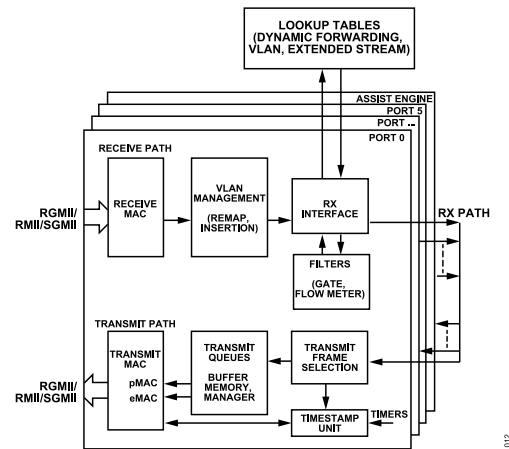 LOOKUP TABLES
(DYNAMIC FORWARDING,
VLAN, EXTENDED STREAM)
ASSIST ENGINE
PORT 5
PORT ...
PORT 0
RECEIVE PATH
RECEIVE
MAC
VLAN
MANAGEMENT
(REMAP,
INSERTION)
RX
INTERFACE
RGMII/
RMII/SGMII
RX PATH
FILTERS
(GATE,
FLOW METER)
TRANSMIT PATH
TRANSMIT
MAC
pMAC
eMAC
TRANSMIT
QUEUES
BUFFER
MEMORY,
MANAGER
TRANSMIT
FRAME
SELECTION
RGMII/
RMII/SGMII
TIMESTAMP
UNIT
TIMERS
012